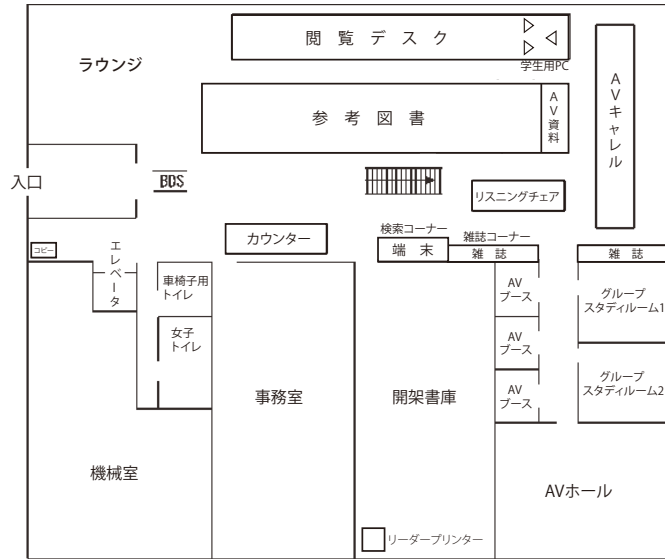 閲覧デスク
学生用PC
ラウンジ
参考図書
AV資料
AVキャレル
入口
BDS
リスニングチェア
カウンター
検索コーナー
端末
雑誌コーナー
雑誌
雑誌
コピー
エレベータ
車椅子用
トイレ
女子
トイレ
AV
ブース
AV
ブース
AV
ブース
グループ
スタディルーム1
グループ
スタディルーム2
事務室
開架書庫
機械室
AVホール
リーダープリンター